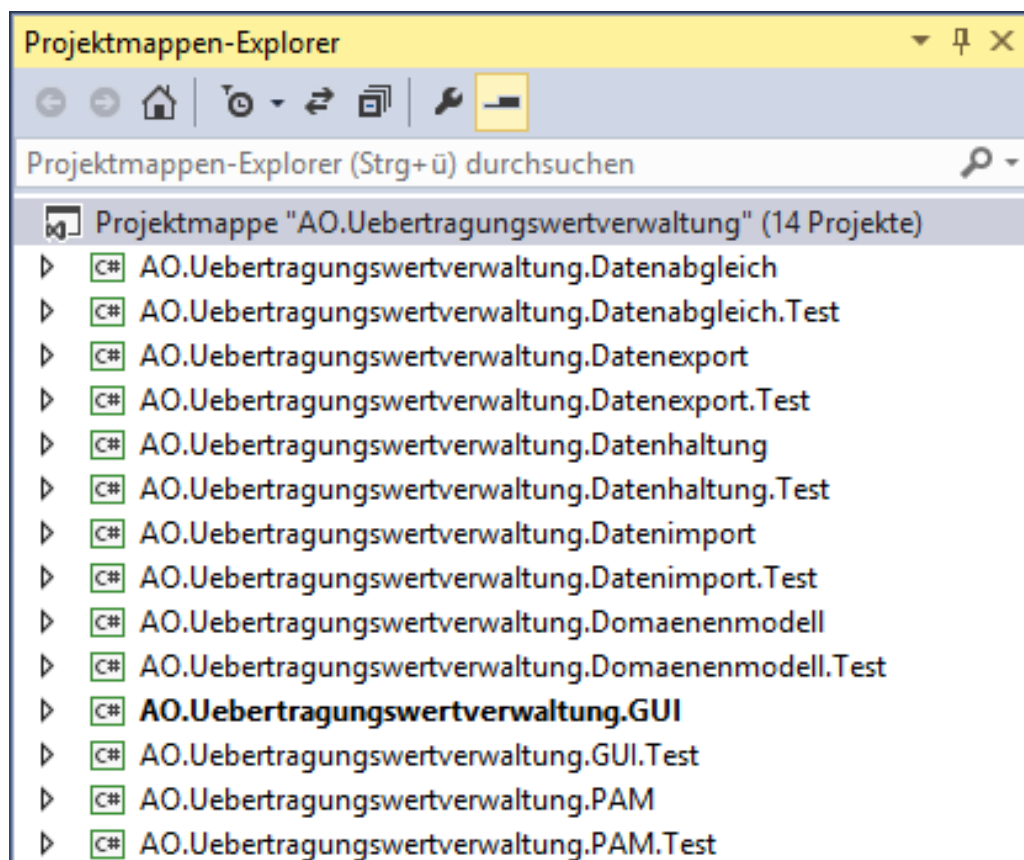 Projektmappen-Explorer
Projektmappen-Explorer (Strg+ü) durchsuchen
Projektmappe "AO.Uebertragungswertverwaltung" (14 Projekte)
C# AO.Uebertragungswertverwaltung.Datenabgleich
C# AO.Uebertragungswertverwaltung.Datenabgleich.Test
C# AO.Uebertragungswertverwaltung.Datenexport
C# AO.Uebertragungswertverwaltung.Datenexport.Test
C# AO.Uebertragungswertverwaltung.Datenhaltung
C# AO.Uebertragungswertverwaltung.Datenhaltung.Test
C# AO.Uebertragungswertverwaltung.Datenimport
C# AO.Uebertragungswertverwaltung.Datenimport.Test
C# AO.Uebertragungswertverwaltung.Domaenenmodell
C# AO.Uebertragungswertverwaltung.Domaenenmodell.Test
C# AO.Uebertragungswertverwaltung.GUI
C# AO.Uebertragungswertverwaltung.GUI.Test
C# AO.Uebertragungswertverwaltung.PAM
C# AO.Uebertragungswertverwaltung.PAM.Test